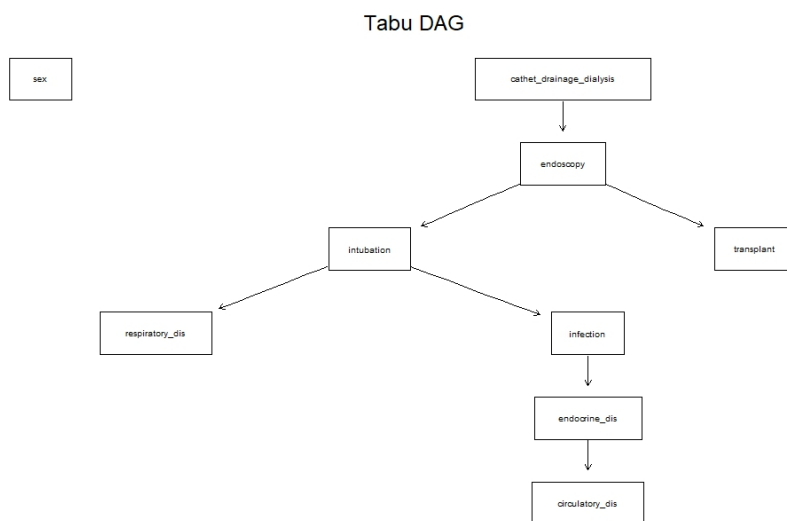 Tabu DAG
sex
cathet_drainage_dialysis
endoscopy
intubation
transplant
respiratory_dis
infection
endocrine_dis
circulatory_dis